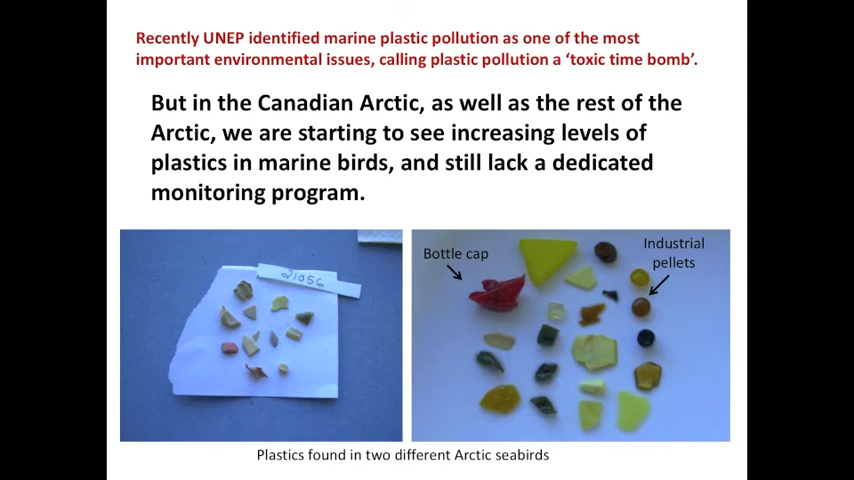 Recently UNEP identified marine plastic pollution as one of the most
important environmental issues, calling plastic pollution a ‘toxic time bomb’.
But in the Canadian Arctic, as well as the rest of the
Arctic, we are starting to see increasing levels of
plastics in marine birds, and still lack a dedicated
monitoring program.
21056
Bottle cap
Industrial
pellets
Plastics found in two different Arctic seabirds